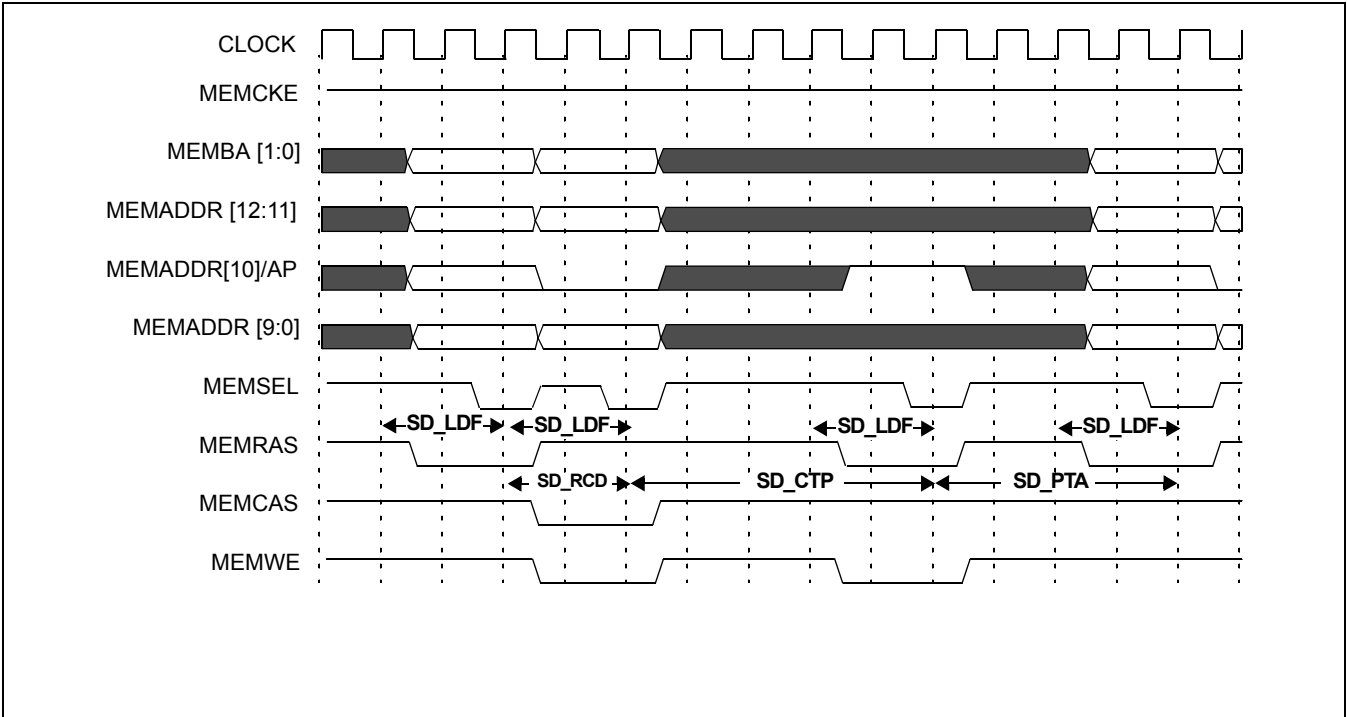 CLOCK
MEMCKE
MEMBA [1:0]
MEMADDR [12:11]
MEMADDR[10]/AP
MEMADDR [9:0]
MEMSEL
SD_LDF SD_LDF SD_LDF SD_LDF
MEMRAS
SD_RCD SD_CTP SD_PTA
MEMCAS
MEMWE